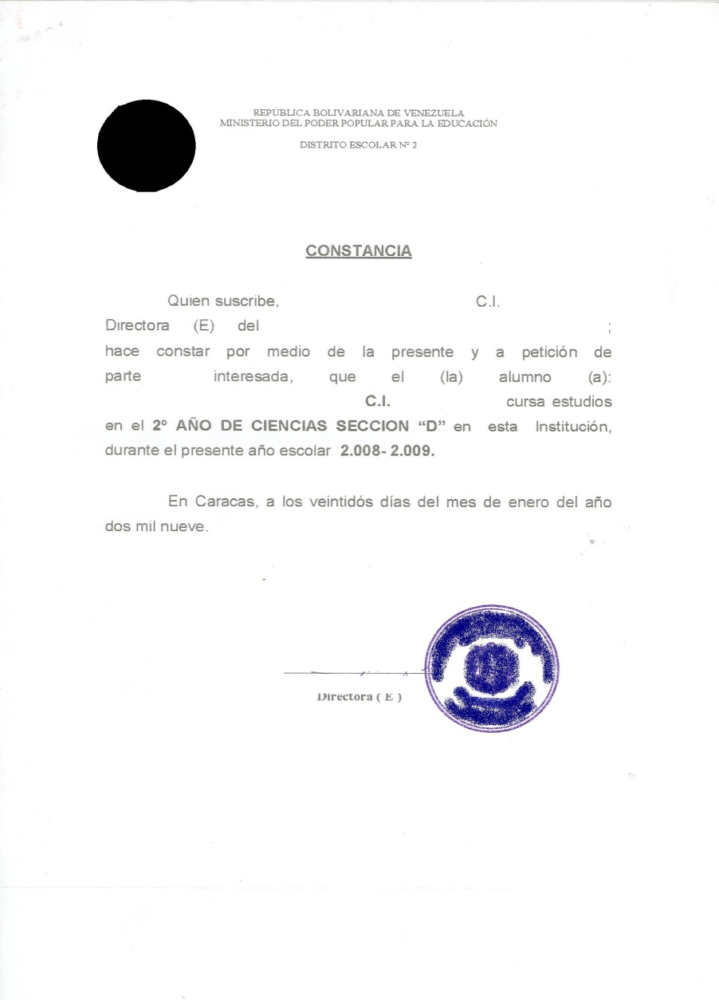 REPÚBLICA BOLIVARIANA DE VENEZUELA
MINISTERIO DEL PODER POPULAR PARA LA EDUCACIÓN
DISTRITO ESCOLAR Nº 2
CONSTANCIA
Quien suscribe, C.I.
Directora (E) del ;
hace constar por medio de la presente y a petición de
parte interesada, que el (la) alumno (a):
C.I. cursa estudios
en el 2º AÑO DE CIENCIAS SECCION “D” en esta Institución,
durante el presente año escolar 2.008- 2.009.
En Caracas, a los veintidós días del mes de enero del año
dos mil nueve.
Directora ( E )